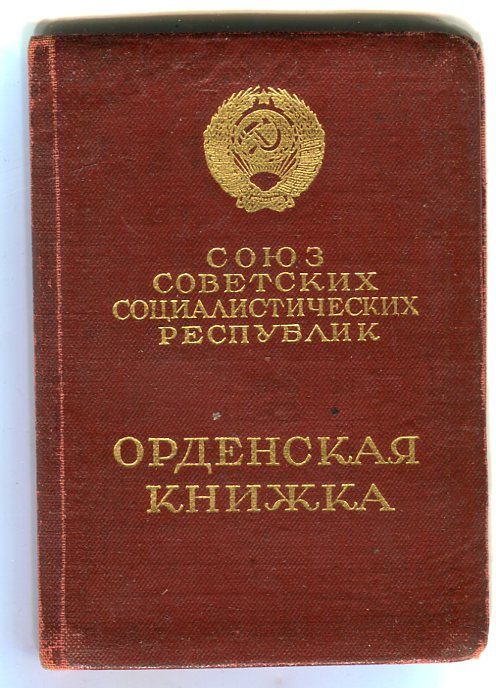 СОЮЗ
СОВЕТСКИХ
СОЦИАЛИСТИЧЕСКИХ
РЕСПУБЛИК
ОРДЕНСКАЯ
КНИЖКА